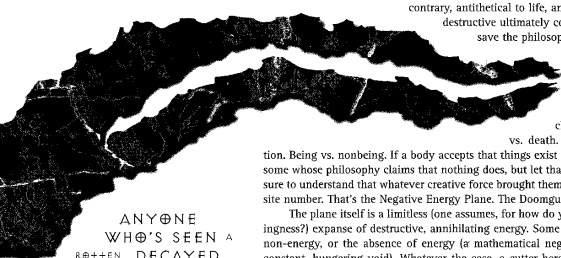 contrary, antithetical to life, an
destructive ultimately co
save the philosop
vs. death.
tion. Being vs. nonbeing. If a body accepts that things exist
some whose philosophy claims that nothing does, but let tha
sure to understand that whatever creative force brought them
site number. That's the Negative Energy Plane. The Doomgu
The plane itself is a limitless (one assumes, for how do y
ingness?) expanse of destructive, annihilating energy. Some
non-energy, or the absence of energy (a mathematical neg
constant, hungering void). Whatever the case, a cutter here
ANYONE
WHO'S SEEN A
ROTTEN DECAYED